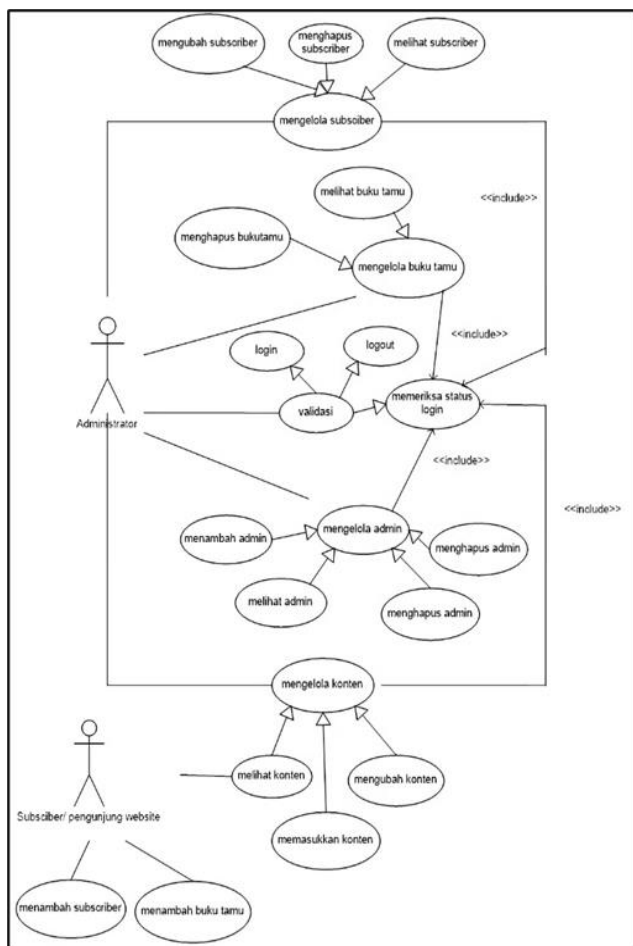 mengubah subscriber
menghapus
subscriber
melihat subscriber
mengelola subsciber
<<include>>
melihat buku tamu
menghapus bukutamu
mengelola buku tamu
<<include>>
login
logout
validasi
memeriksa status
login
Administrator
<<include>>
<<include>>
mengelola admin
menambah admin
menghapus admin
melihat admin
menghapus admin
mengelola konten
melihat konten
mengubah konten
memasukkan konten
Subsciber/ pengunjung website
menambah subscriber
menambah buku tamu